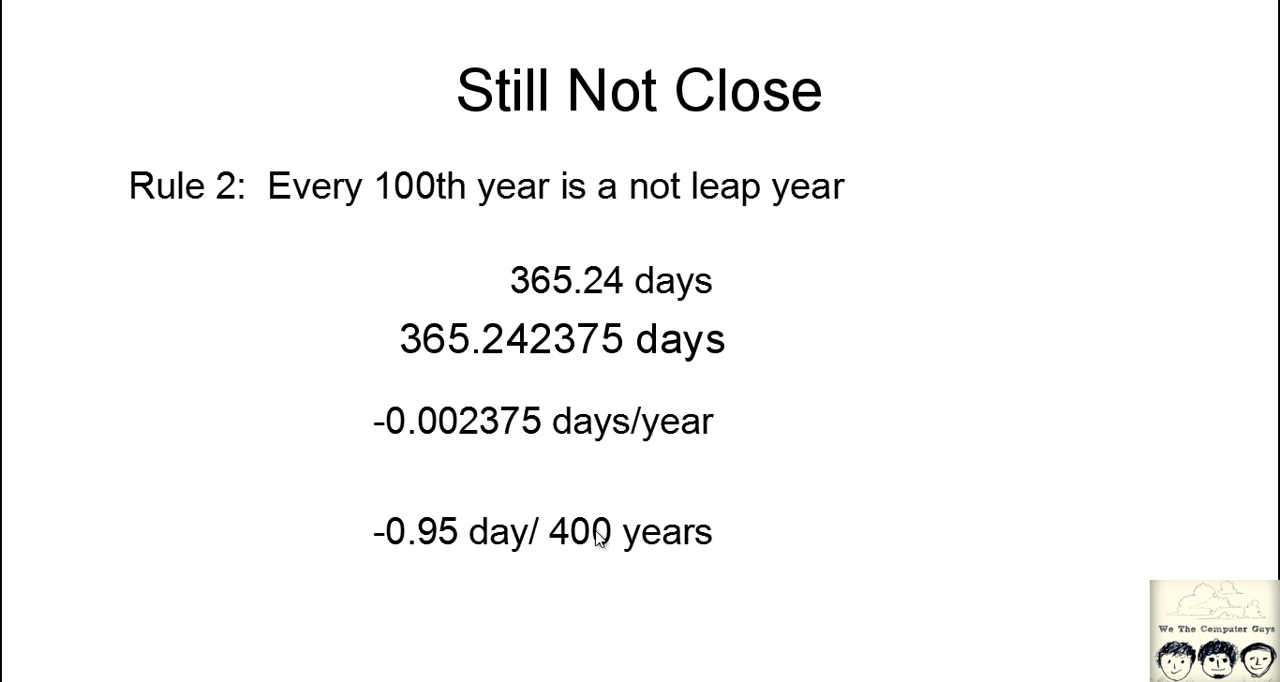 Still Not Close
Rule 2:  Every 100th year is a not leap year
365.24 days
365.242375 days
-0.002375 days/year
-0.95 day/ 400 years
We The Computer Guys